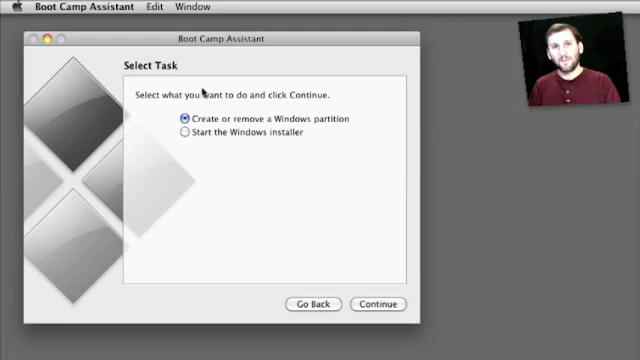 Boot Camp Assistant Edit Window
Boot Camp Assistant
Select Task
Select what you want to do and click Continue.
Create or remove a Windows partition
Start the Windows installer
Go Back Continue